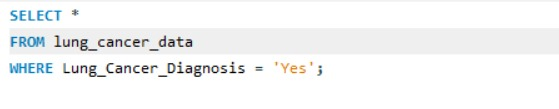 SELECT *
FROM lung_cancer_data
WHERE Lung_Cancer_Diagnosis = 'Yes';